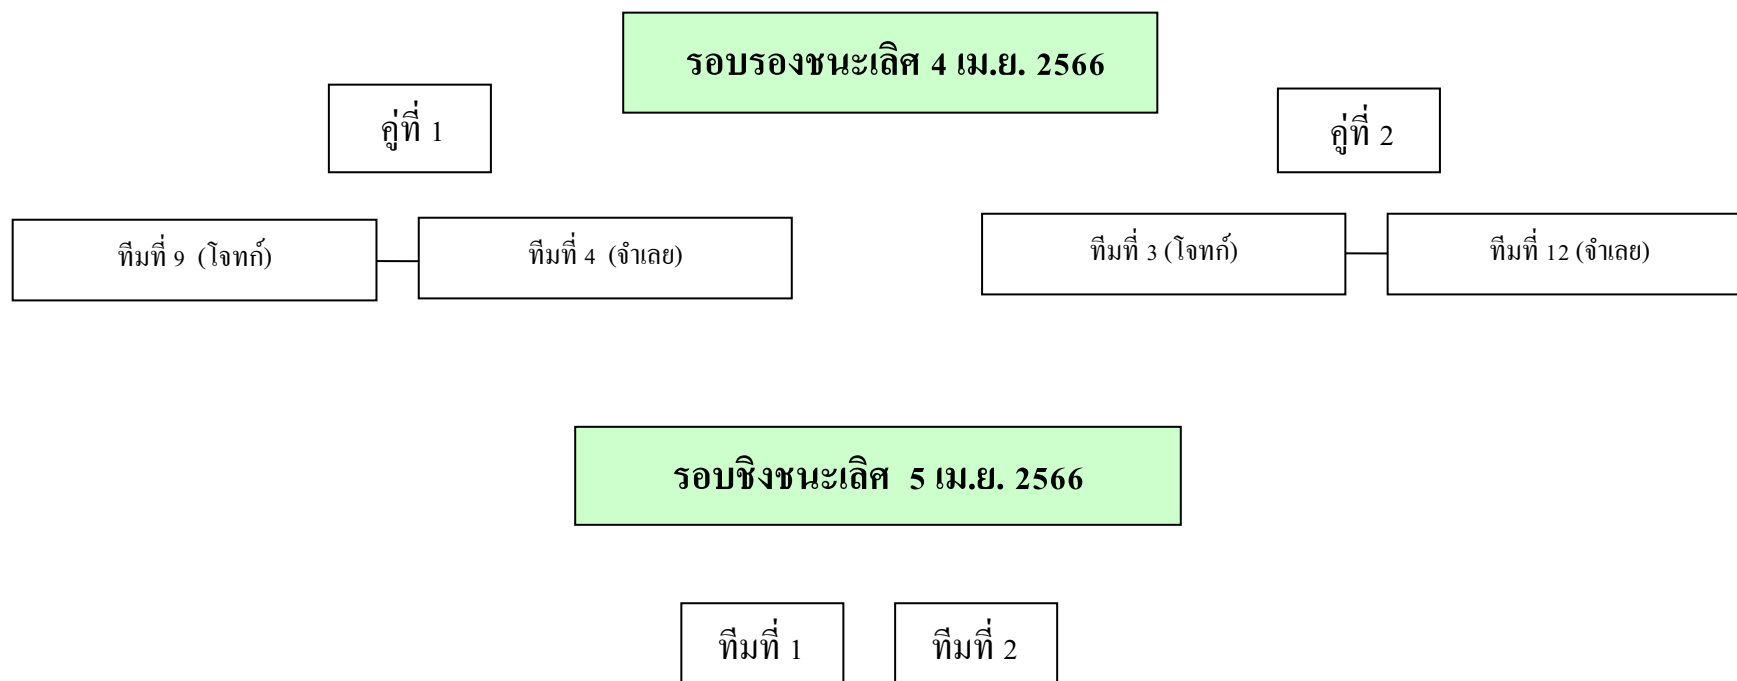 รอบรองชนะเลิศ 4 เม.ย. 2566
คู่ที่ 1
คู่ที่ 2
ทีมที่ 9 (โจทก์)
ทีมที่ 4 (จำเลย)
ทีมที่ 3 (โจทก์)
ทีมที่ 12 (จำเลย)
รอบชิงชนะเลิศ 5 เม.ย. 2566
ทีมที่ 1
ทีมที่ 2